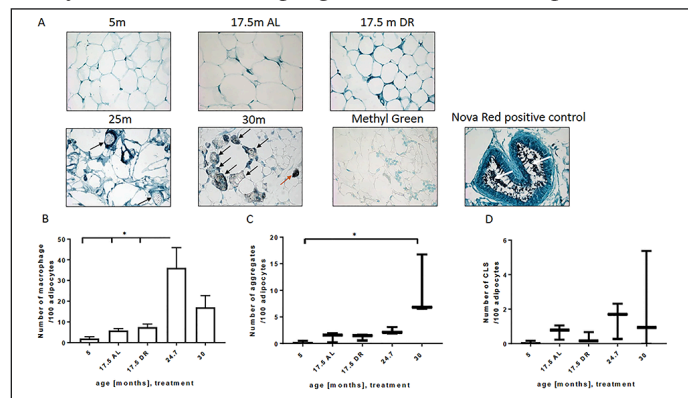 A
5m
17.5m AL
17.5 m DR
25m
30m
Methyl Green
Nova Red positive control
B
Number of macrophage
/100 adipocytes
50
40
30
20
10
0
*
5
17.5 AL
17.5 DR
24.7
30
age [months], treatment
C
Number of aggregates
/100 adipocytes
20
15
10
5
0
*
5
17.5 AL
17.5 DR
24.7
30
age [months], treatment
D
Number of CLS
/100 adipocytes
6
4
2
0
5
17.5 AL
17.5 DR
24.7
30
age [months], treatment